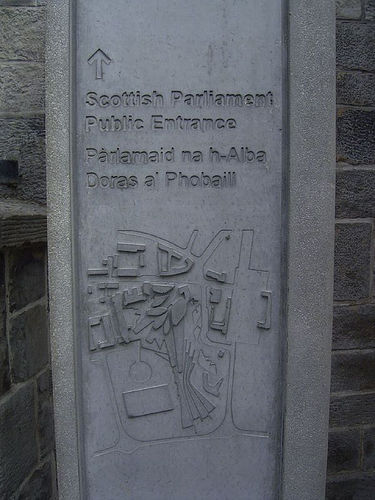 Scottish Parliament
Public Entrance
Pàrlamaid na h-Alba
Doras a' Phobaill